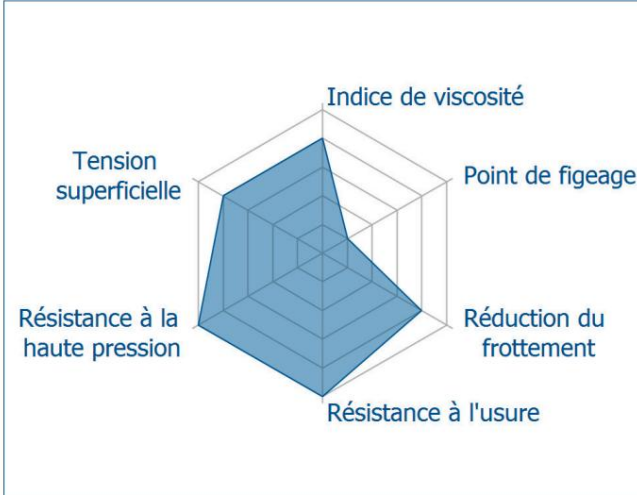 Indice de viscosité
Tension
superficielle
Point de figeage
Résistance à la
haute pression
Réduction du
frottement
Résistance à l'usure